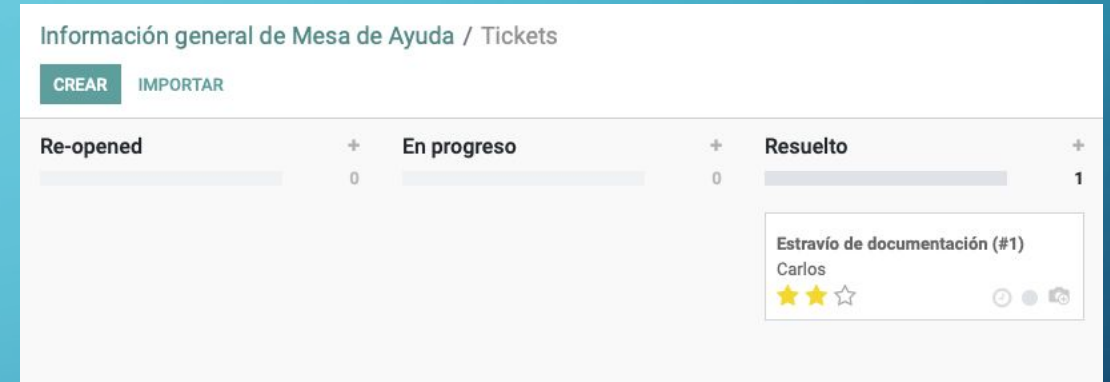 Información general de Mesa de Ayuda / Tickets
CREAR IMPORTAR
Re-opened + En progreso + Resuelto +
0 0 1
Estravío de documentación (#1)
Carlos